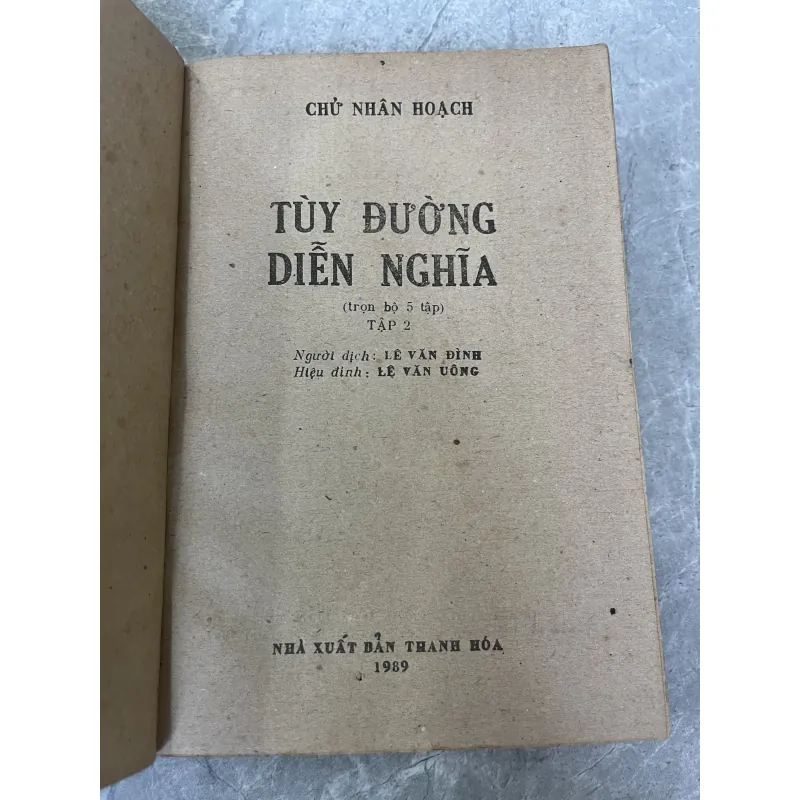 CHỬ NHÂN HOẠCH
TÙY ĐƯỜNG
DIỄN NGHĨA
(trọn bộ 5 tập)
TẬP 2
Người dịch: LÊ VĂN ĐÌNH
Hiệu đính: LÊ VĂN UÔNG
NHÀ XUẤT BẢN THANH HÓA
1989